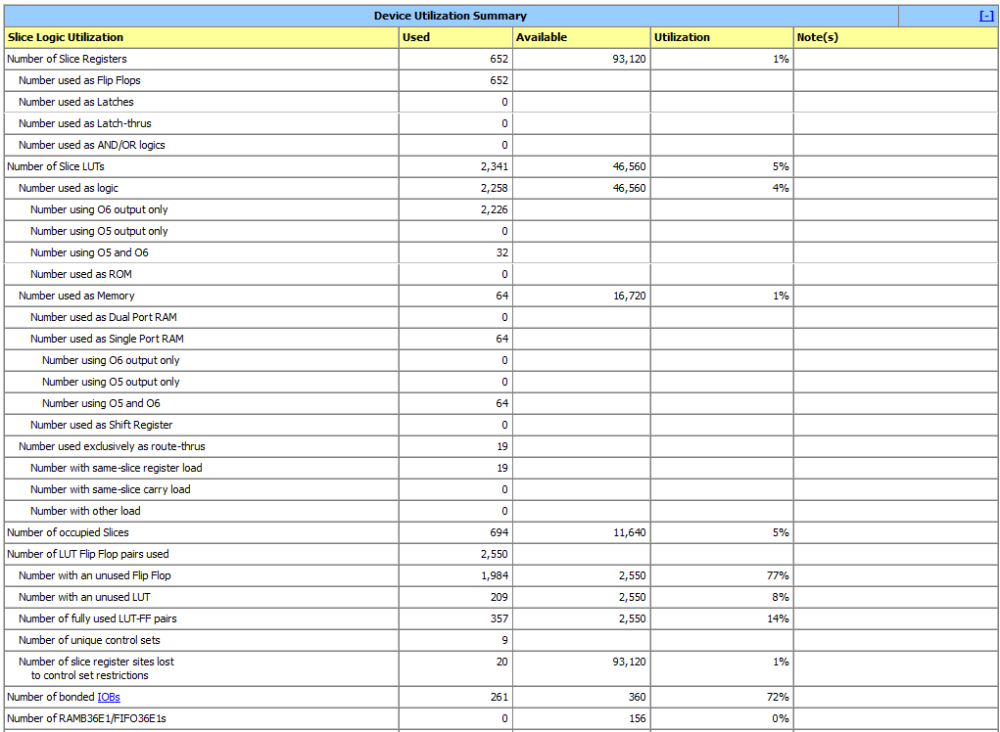 Device Utilization Summary [-]
Slice Logic Utilization Used Available Utilization Note(s)
Number of Slice Registers 652 93,120 1%
Number used as Flip Flops 652
Number used as Latches 0
Number used as Latch-thrus 0
Number used as AND/OR logics 0
Number of Slice LUTs 2,341 46,560 5%
Number used as logic 2,258 46,560 4%
Number using O6 output only 2,226
Number using O5 output only 0
Number using O5 and O6 32
Number used as ROM 0
Number used as Memory 64 16,720 1%
Number used as Dual Port RAM 0
Number used as Single Port RAM 64
Number using O6 output only 0
Number using O5 output only 0
Number using O5 and O6 64
Number used as Shift Register 0
Number used exclusively as route-thrus 19
Number with same-slice register load 19
Number with same-slice carry load 0
Number with other load 0
Number of occupied Slices 694 11,640 5%
Number of LUT Flip Flop pairs used 2,550
Number with an unused Flip Flop 1,984 2,550 77%
Number with an unused LUT 209 2,550 8%
Number of fully used LUT-FF pairs 357 2,550 14%
Number of unique control sets 9
Number of slice register sites lost 20 93,120 1%
to control set restrictions
Number of bonded IOBs 261 360 72%
Number of RAMB36E1/FIFO36E1s 0 156 0%